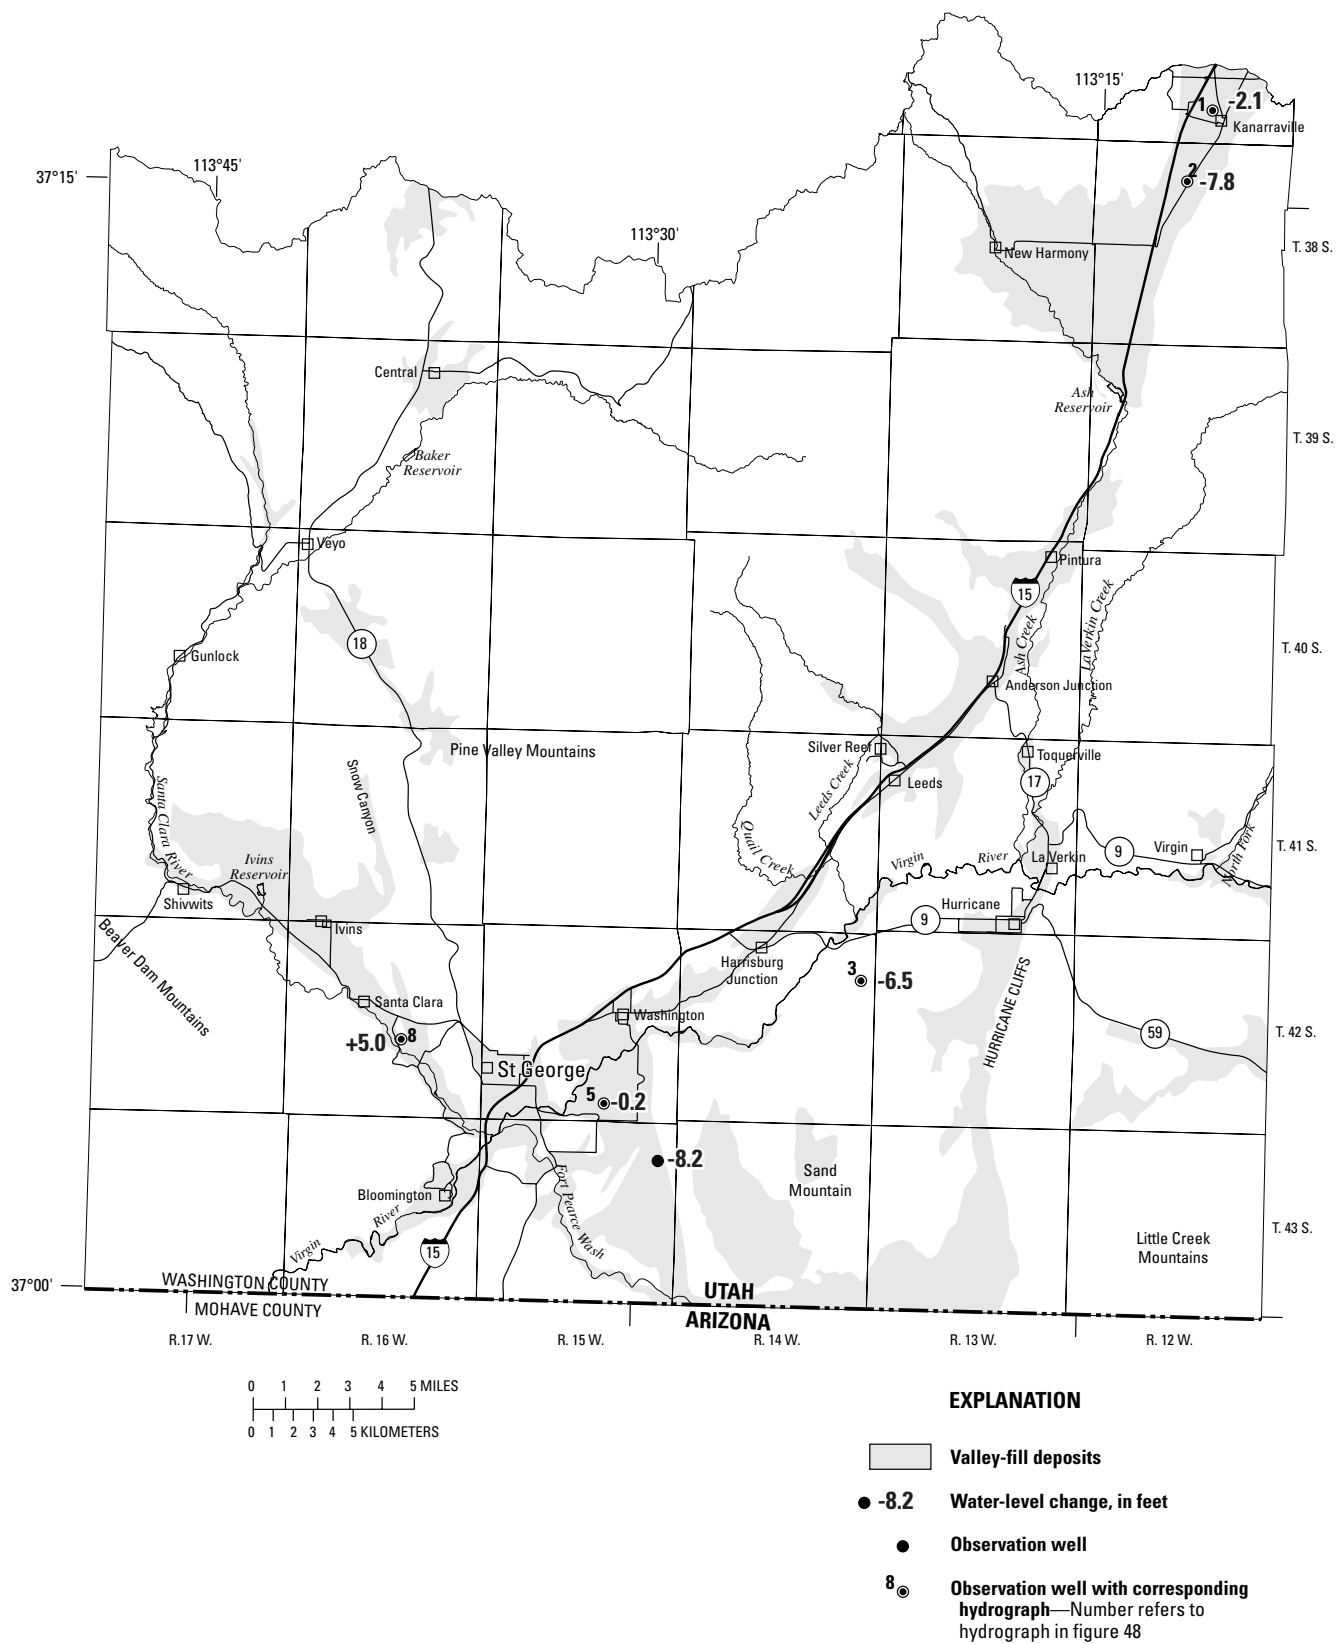 113°15'
1 -2.1
Kanarraville
113°45'
37°15'
2
-7.8
113°30'
T. 38 S.
New Harmony
Central
Ash
Reservoir
T. 39 S.
Baker
Reservoir
Veyo
Pintura
15
LaVerkin Creek
18
Ash Creek
Gunlock
T. 40 S.
Anderson Junction
Pine Valley Mountains
Silver Reef
Toquerville
Snow Canyon
Leeds Creek
Leeds
17
Santa Clara River
Quail Creek
Virgin River
La Verkin
9
Virgin
North Fork
T. 41 S.
Ivins
Reservoir
Shivwits
Hurricane
9
Ivins
Beaver Dam Mountains
Harrisburg
Junction
3
-6.5
HURRICANE CLIFFS
Santa Clara
Washington
59
T. 42 S.
+5.0
8
St George
5
-0.2
-8.2
Sand
Mountain
Fort Pearce Wash
Bloomington
Virgin River
15
T. 43 S.
Little Creek
Mountains
37°00'
WASHINGTON COUNTY
UTAH
MOHAVE COUNTY
ARIZONA
R.17 W.
R. 16 W.
R. 15 W.
R. 14 W.
R. 13 W.
R. 12 W.
0 1 2 3 4 5 MILES
0 1 2 3 4 5 KILOMETERS
EXPLANATION
Valley-fill deposits
-8.2 Water-level change, in feet
Observation well
8 Observation well with corresponding
hydrograph—Number refers to
hydrograph in figure 48